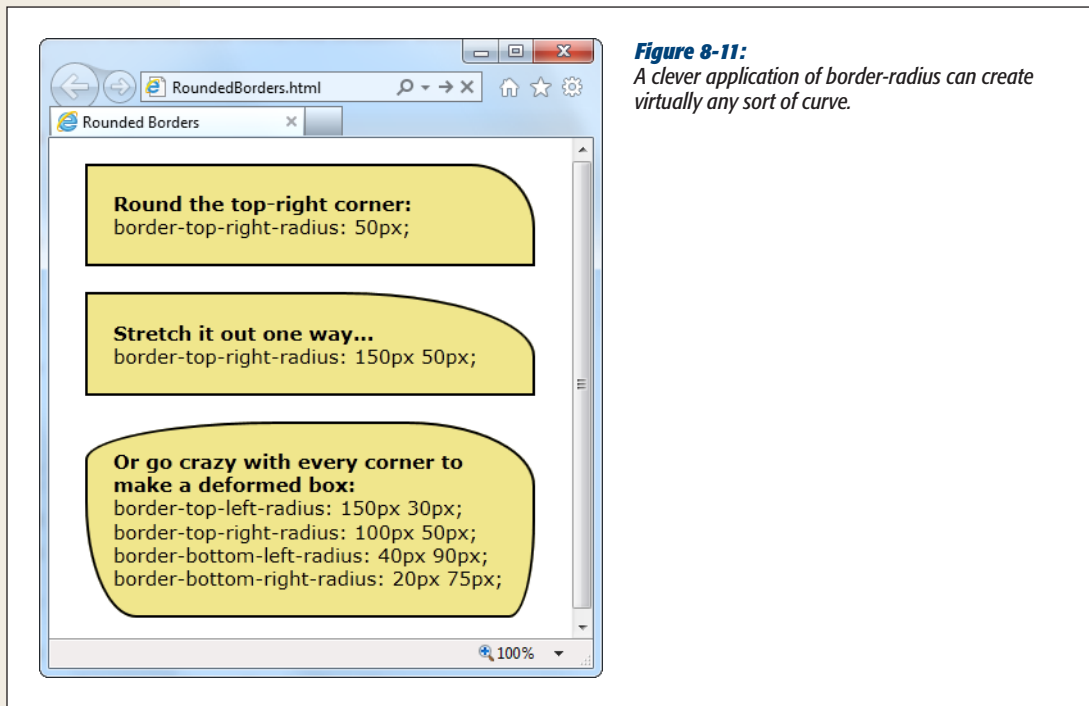 Figure 8-11:
A clever application of border-radius can create
virtually any sort of curve.
RoundedBorders.html
Rounded Borders
Round the top-right corner:
border-top-right-radius: 50px;
Stretch it out one way...
border-top-right-radius: 150px 50px;
Or go crazy with every corner to
make a deformed box:
border-top-left-radius: 150px 30px;
border-top-right-radius: 100px 50px;
border-bottom-left-radius: 40px 90px;
border-bottom-right-radius: 20px 75px;
100%